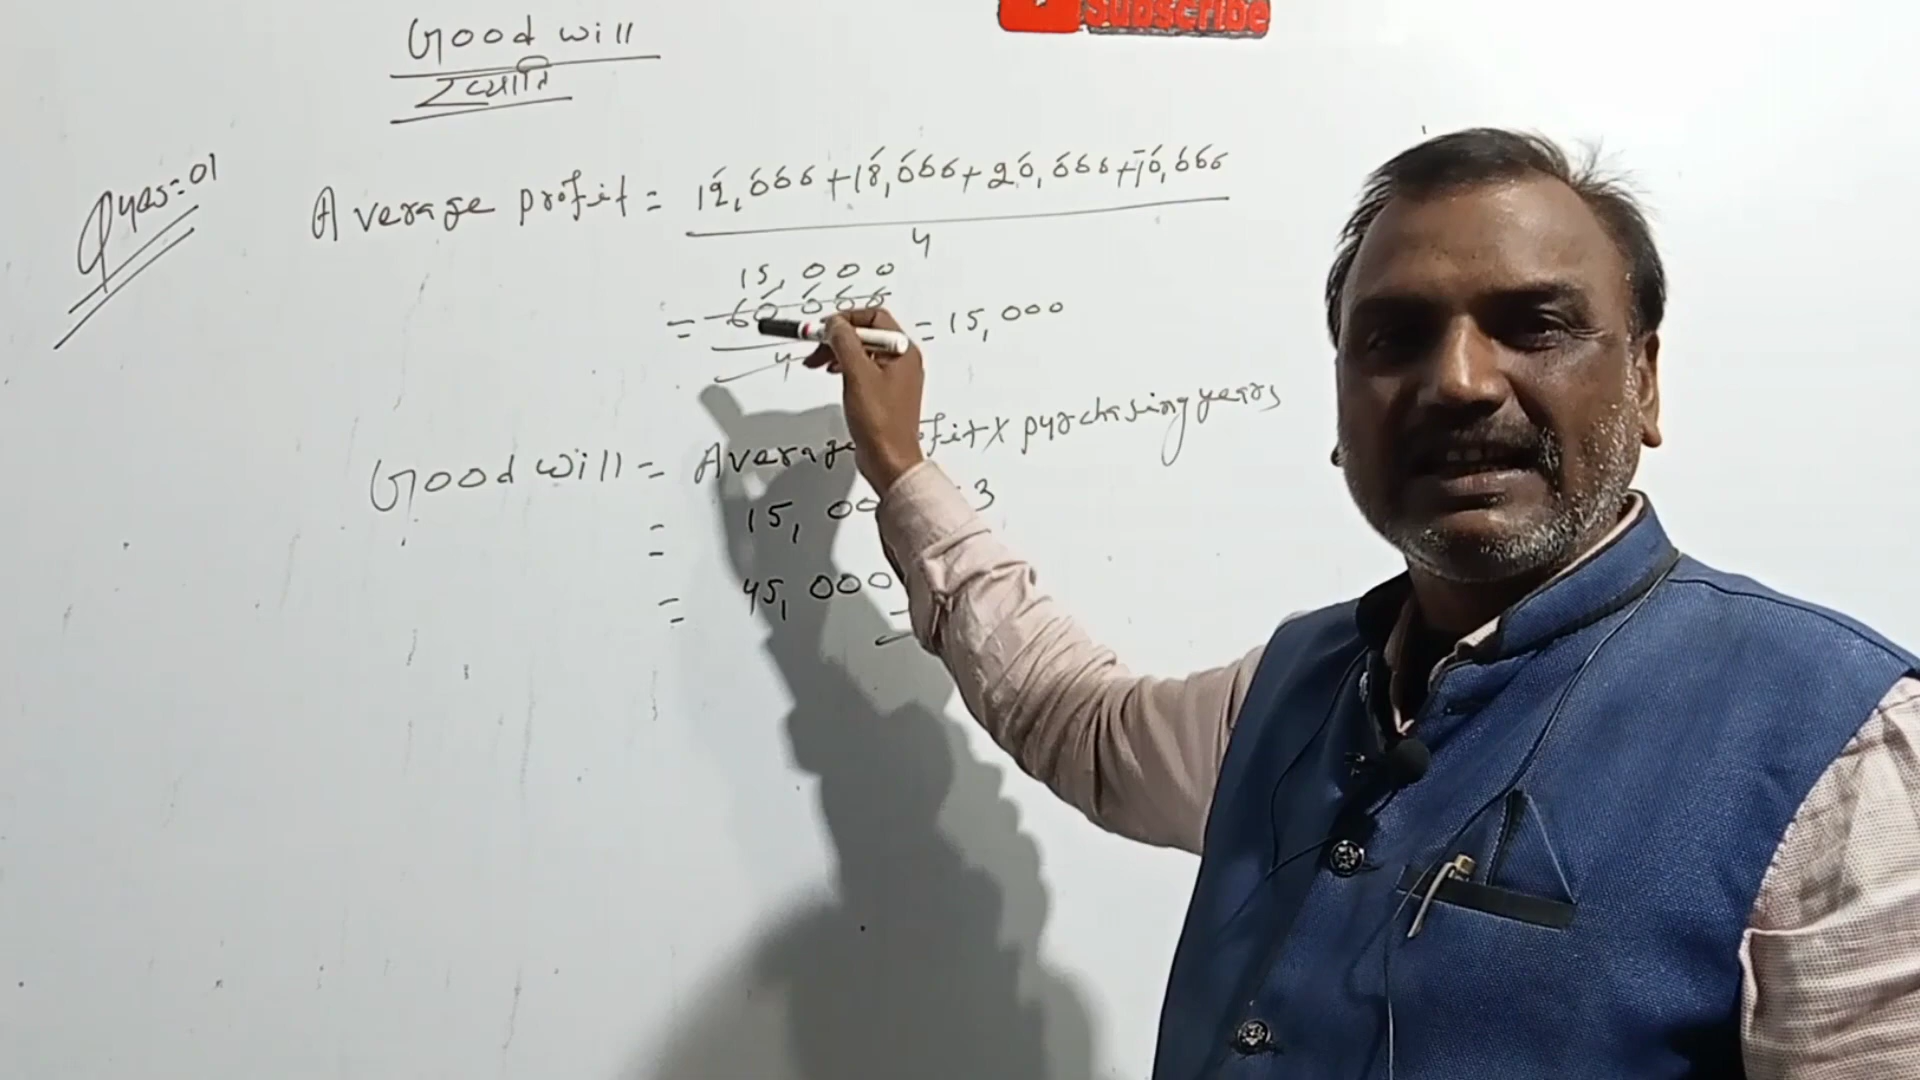 Subscribe
Good will
ख्याति
Ques=01
Average profit = 12,000+18,000+20,000+10,000
4
15,000
= 60,000 = 15,000
4
Good will = Average profit X purchasing years
= 15,00 3
= 45,000